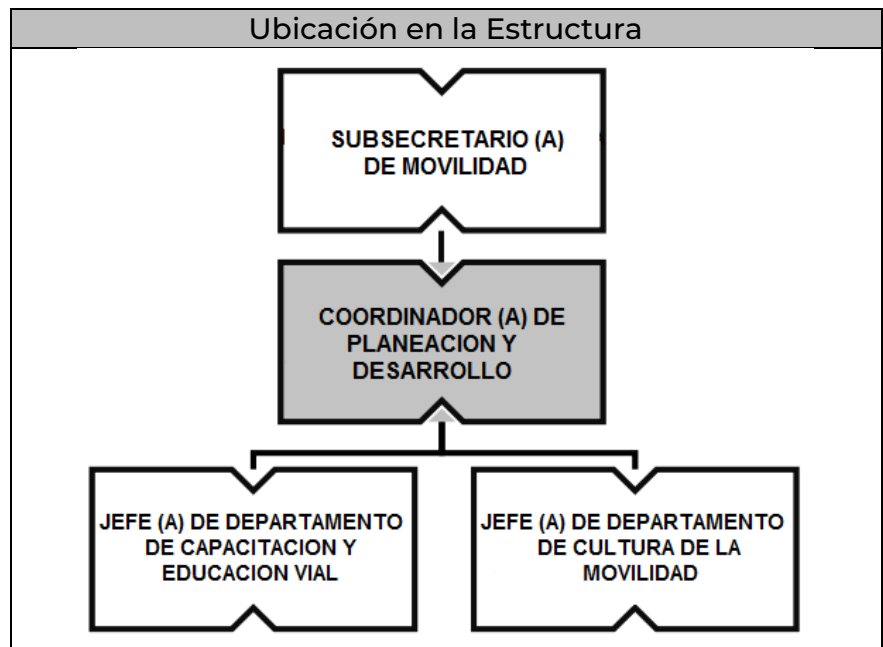 Ubicación en la Estructura
SUBSECRETARIO (A)
DE MOVILIDAD
COORDINADOR (A) DE
PLANEACION Y
DESARROLLO
JEFE (A) DE DEPARTAMENTO
DE CAPACITACION Y
EDUCACION VIAL
JEFE (A) DE DEPARTAMENTO
DE CULTURA DE LA
MOVILIDAD